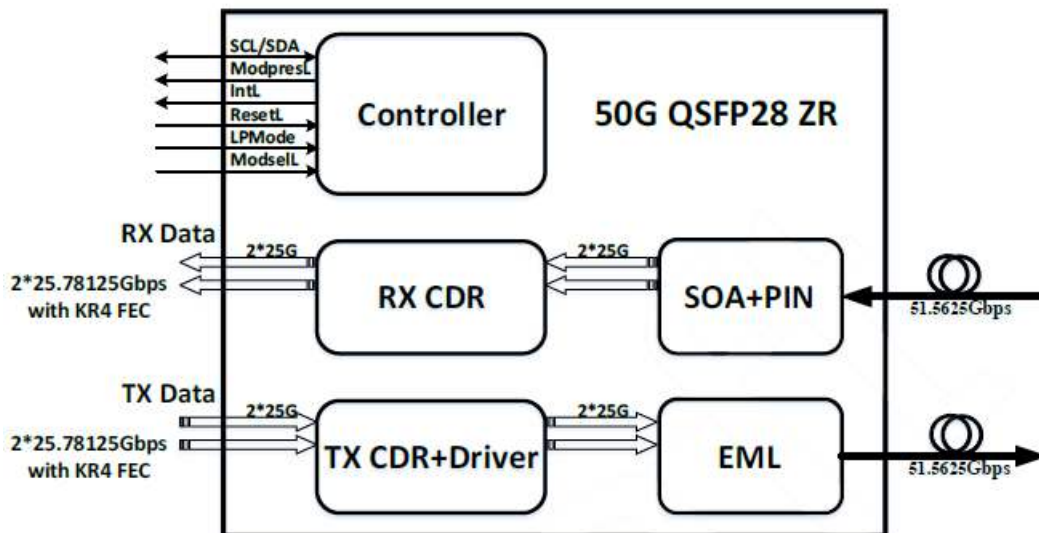 SCL/SDA
ModpresL
IntL
ResetL
LPMode
ModselL
Controller
50G QSFP28 ZR
RX Data
2*25.78125Gbps
with KR4 FEC
2*25G
RX CDR
2*25G
SOA+PIN
51.5625Gbps
TX Data
2*25.78125Gbps
with KR4 FEC
2*25G
TX CDR+Driver
2*25G
EML
51.5625Gbps